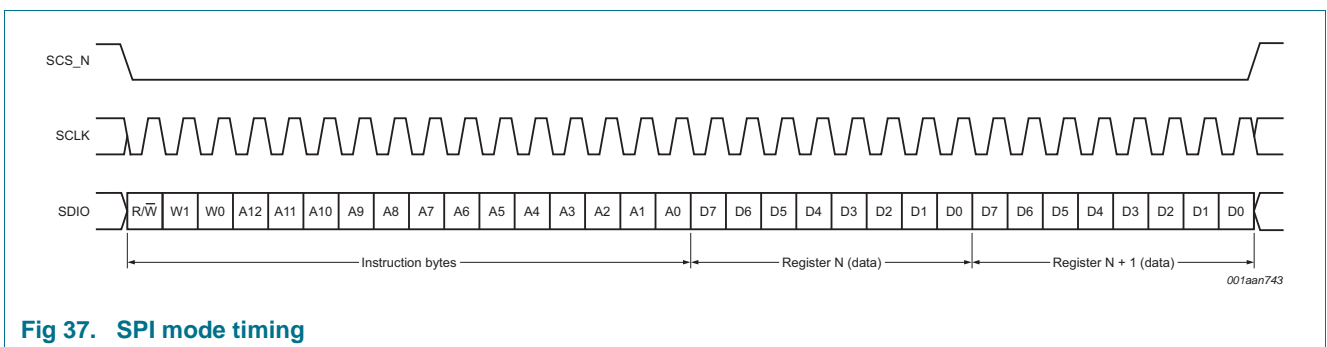 SCS_N
SCLK
SDIO R/W̅ W1 W0 A12 A11 A10 A9 A8 A7 A6 A5 A4 A3 A2 A1 A0 D7 D6 D5 D4 D3 D2 D1 D0 D7 D6 D5 D4 D3 D2 D1 D0
Instruction bytes Register N (data) Register N + 1 (data)
001aan743
Fig 37. SPI mode timing